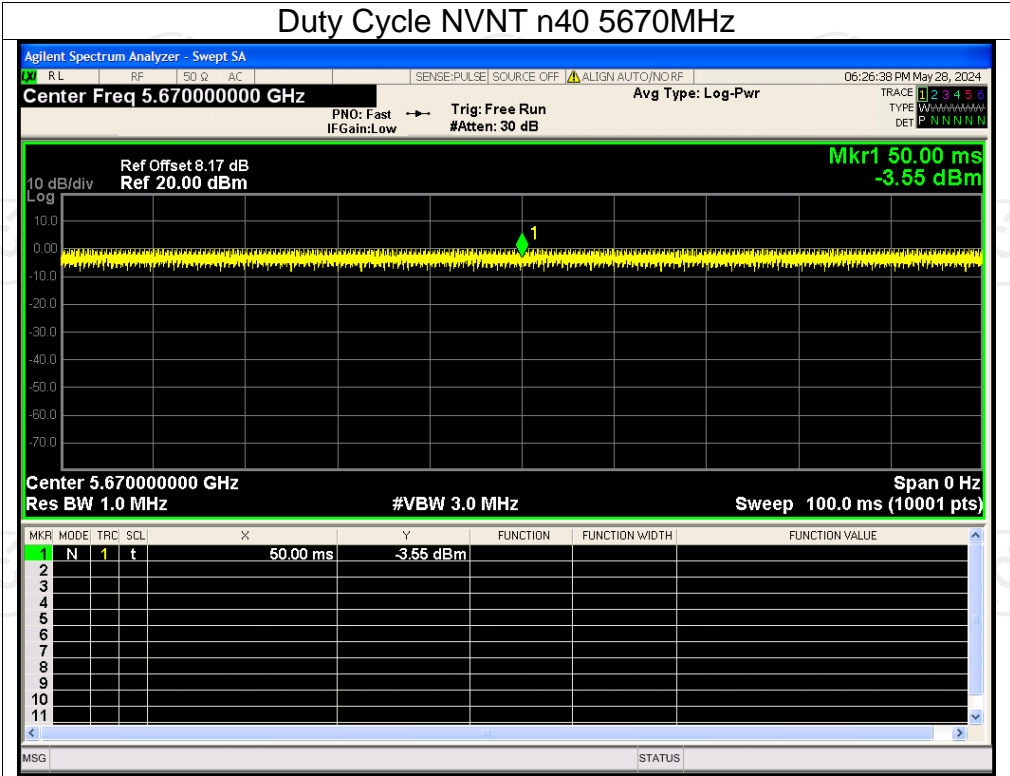 Duty Cycle NVNT n40 5670MHz
Agilent Spectrum Analyzer - Swept SA
LXI RL RF 50 Ω AC SENSE:PULSE SOURCE OFF ALIGN AUTO/NO RF 06:26:38 PM May 28, 2024
Center Freq 5.670000000 GHz Avg Type: Log-Pwr TRACE 1 2 3 4 5 6
PNO: Fast Trig: Free Run TYPE WWWWWW
IFGain:Low #Atten: 30 dB DET P N N N N N
Mkr1 50.00 ms
Ref Offset 8.17 dB
10 dB/div Ref 20.00 dBm -3.55 dBm
Log
10.0
1
0.00
-10.0
-20.0
-30.0
-40.0
-50.0
-60.0
-70.0
Center 5.670000000 GHz Span 0 Hz
Res BW 1.0 MHz #VBW 3.0 MHz Sweep 100.0 ms (10001 pts)
MKR MODE TRC SCL X Y FUNCTION FUNCTION WIDTH FUNCTION VALUE
1 N 1 t 50.00 ms -3.55 dBm
2
3
4
5
6
7
8
9
10
11
MSG STATUS